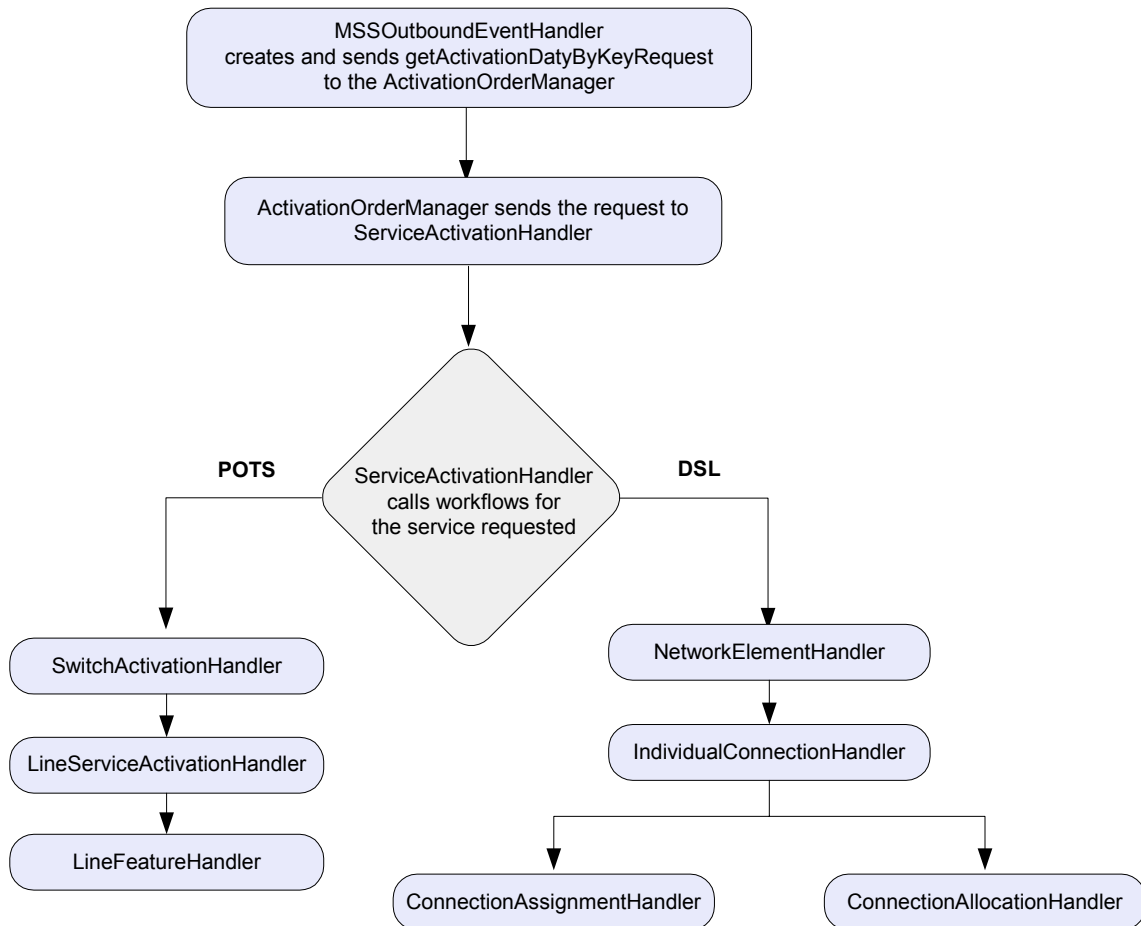 MSSOutboundEventHandler
creates and sends getActivationDatyByKeyRequest
to the ActivationOrderManager
ActivationOrderManager sends the request to
ServiceActivationHandler
POTS
DSL
ServiceActivationHandler
calls workflows for
the service requested
SwitchActivationHandler
LineServiceActivationHandler
LineFeatureHandler
NetworkElementHandler
IndividualConnectionHandler
ConnectionAssignmentHandler
ConnectionAllocationHandler